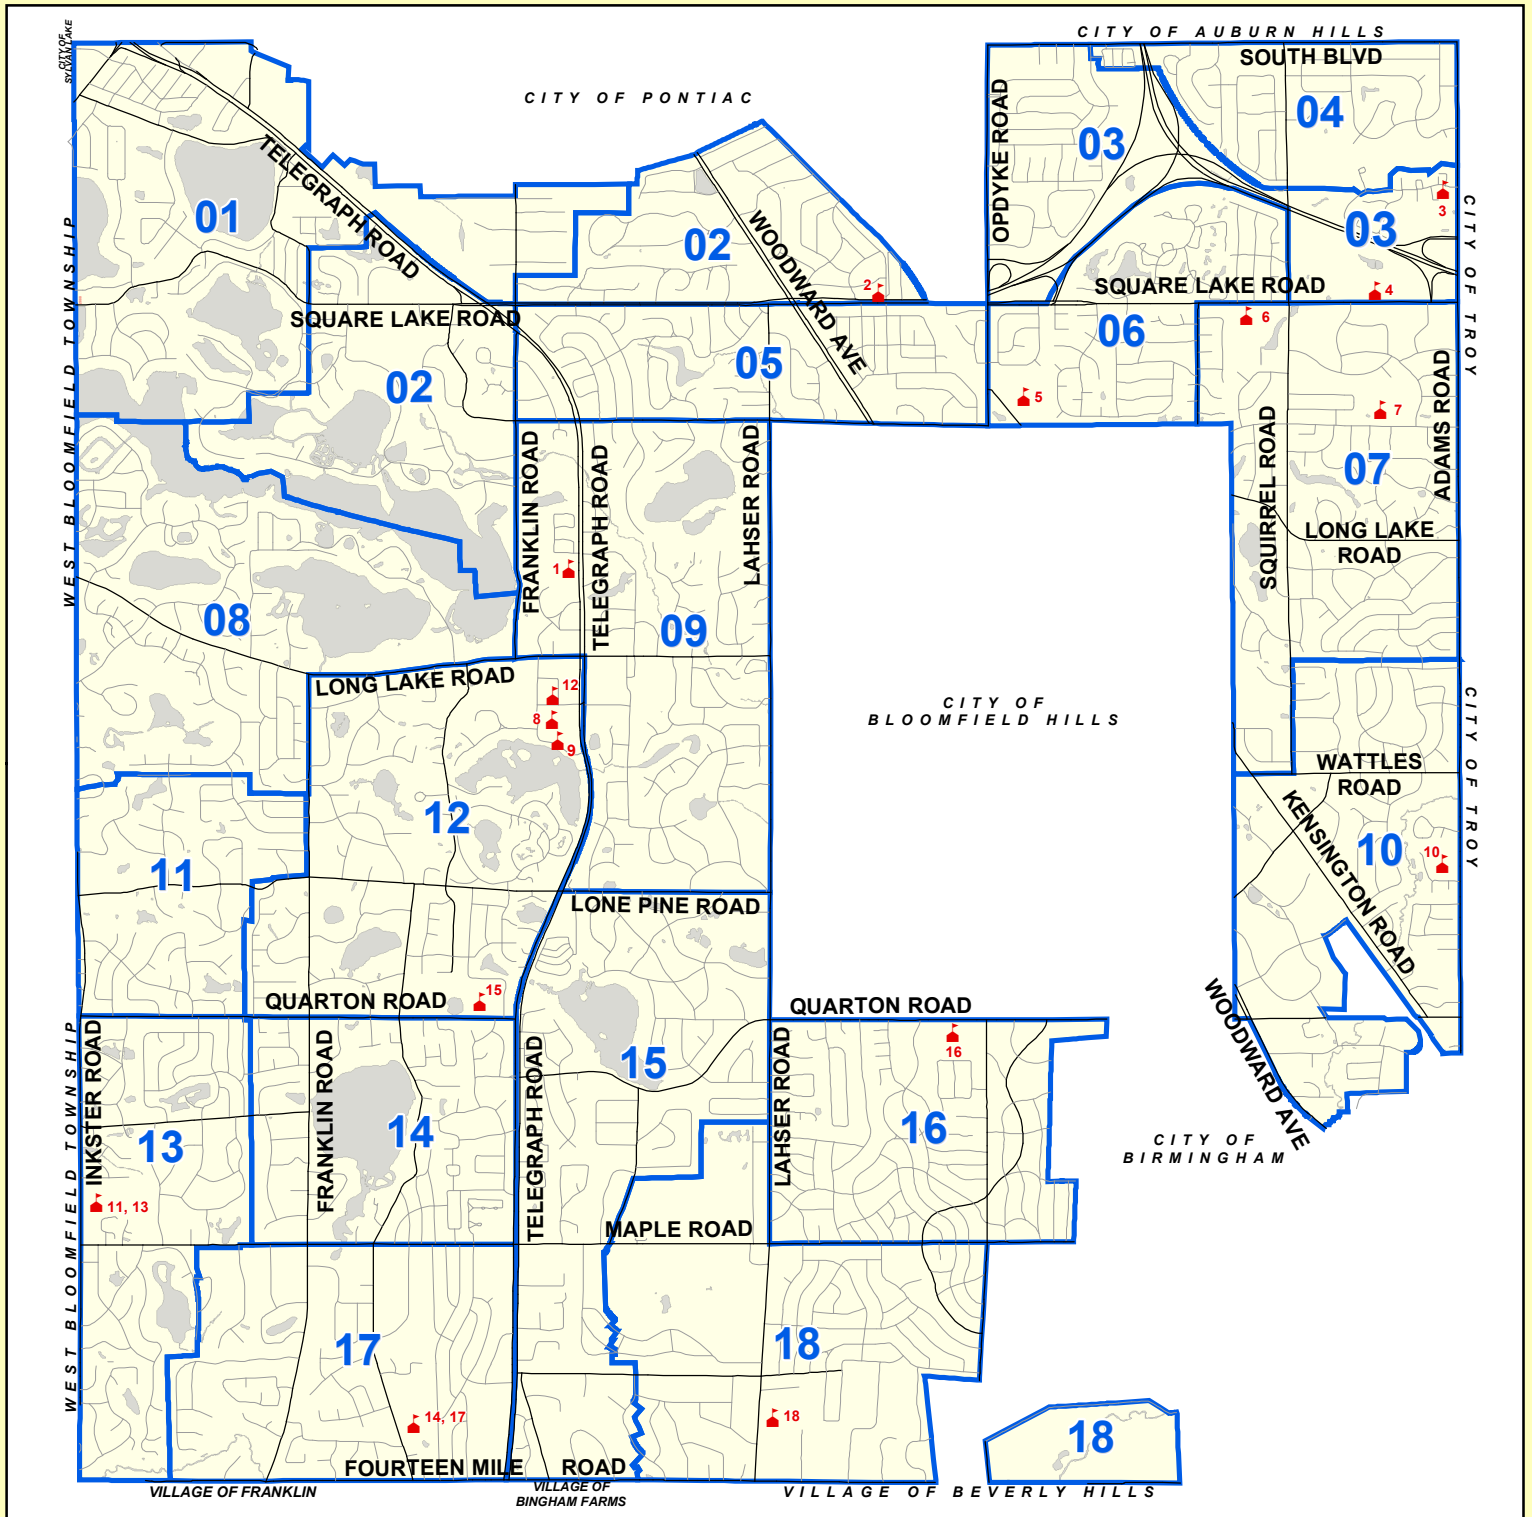 CITY OF
SYLVAN LAKE
CITY OF AUBURN HILLS
SOUTH BLVD
CITY OF PONTIAC
04
03
OPDYKE ROAD
TELEGRAPH ROAD
3
01
02
WOODWARD AVE
03
CITY OF TROY
WEST BLOOMFIELD TOWNSHIP
2
SQUARE LAKE ROAD
4
SQUARE LAKE ROAD
6
06
05
02
5
7
ADAMS ROAD
FRANKLIN ROAD
TELEGRAPH ROAD
LAHSER ROAD
SQUIRREL ROAD
07
LONG LAKE
ROAD
1
08
09
LONG LAKE ROAD
12
8
9
CITY OF
BLOOMFIELD HILLS
CITY OF TROY
WATTLES
ROAD
12
KENSINGTON ROAD
10
10
11
LONE PINE ROAD
QUARTON ROAD
15
QUARTON ROAD
WOODWARD AVE
WEST BLOOMFIELD TOWNSHIP
INKSTER ROAD
FRANKLIN ROAD
TELEGRAPH ROAD
15
LAHSER ROAD
16
16
13
14
CITY OF
BIRMINGHAM
11, 13
MAPLE ROAD
17
18
14, 17
18
18
FOURTEEN MILE ROAD
VILLAGE OF FRANKLIN
VILLAGE OF
BINGHAM FARMS
VILLAGE OF BEVERLY HILLS